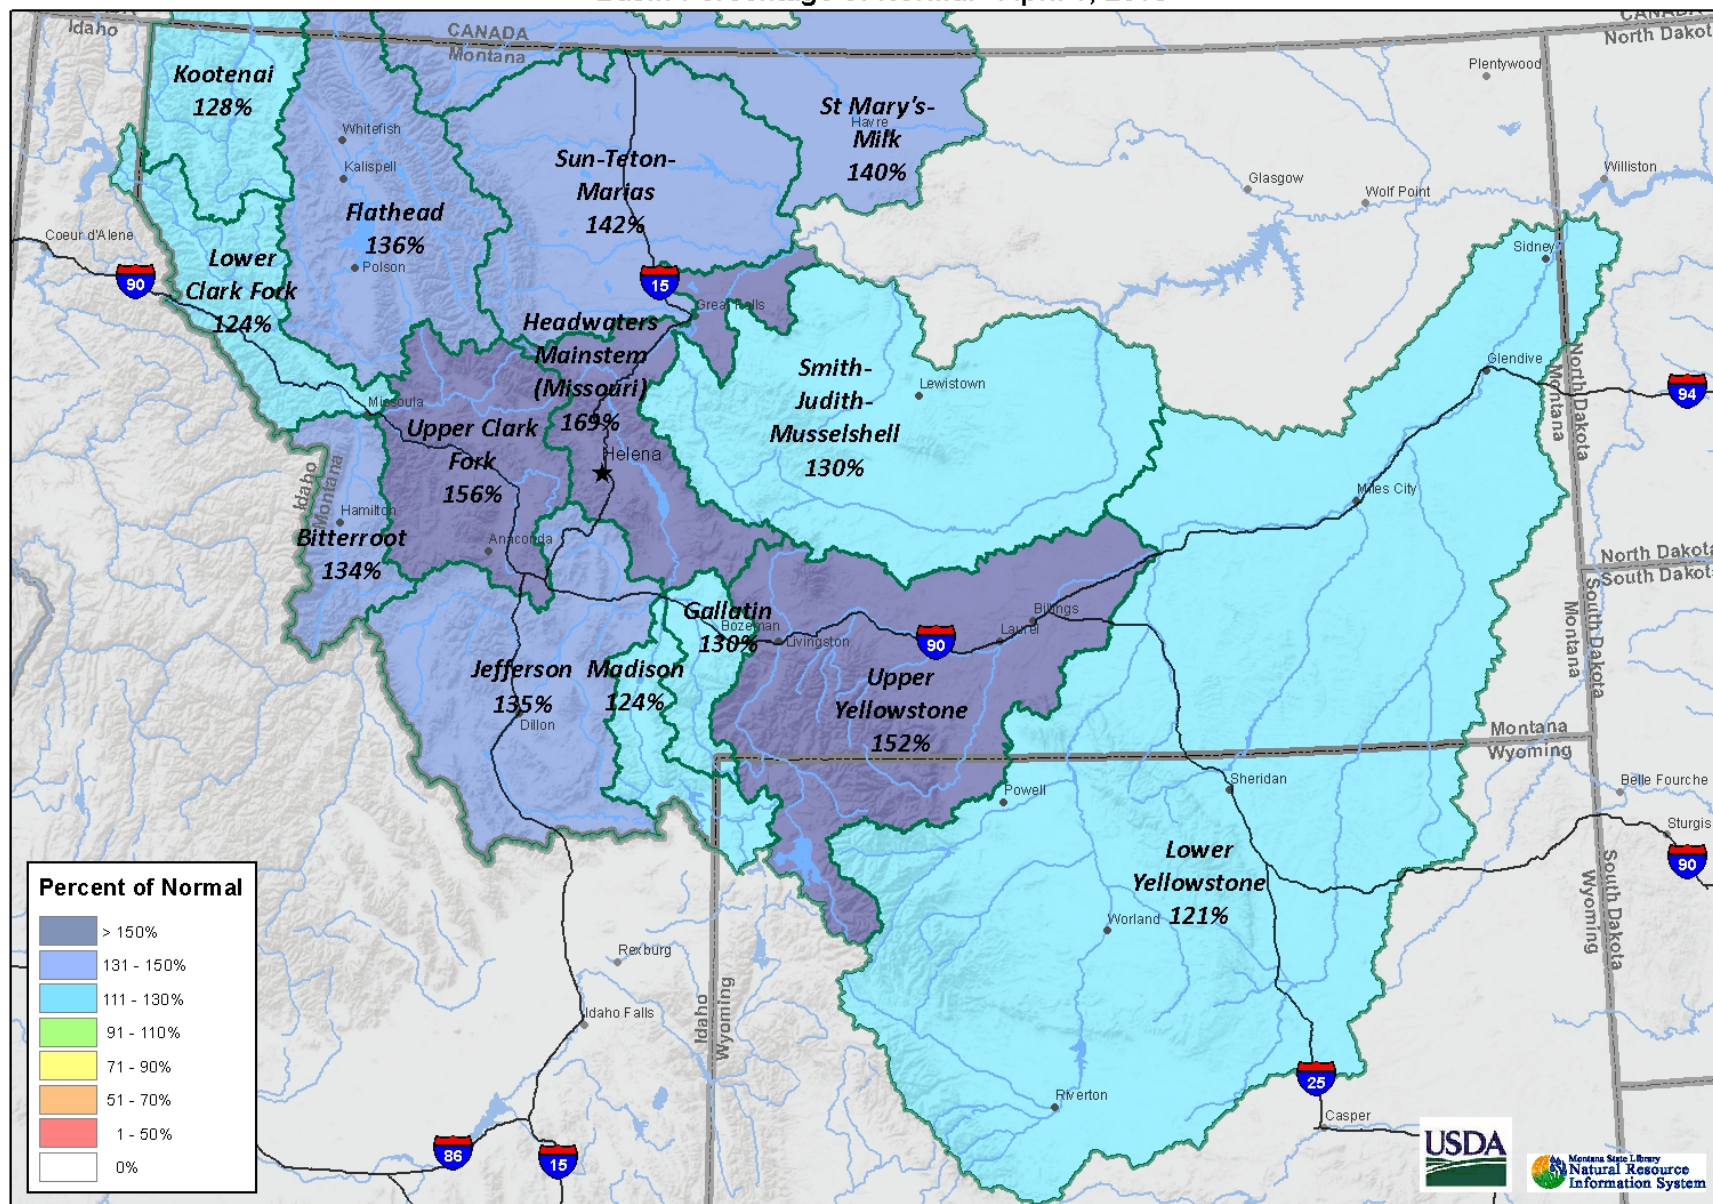 CANADA
Montana
Idaho
CANADA
North Dakota
Kootenai
128%
Whitefish
Kalispell
Flathead
136%
Polson
Sun-Teton-
Marias
142%
St Mary's-
Milk
140%
Havre
Plentywood
Glasgow
Wolf Point
Williston
Sidney
Coeur d'Alene
90
Lower
Clark Fork
124%
15
Great Falls
Headwaters
Mainstem
(Missouri)
169%
Helena
Smith-
Judith-
Musselshell
130%
Lewistown
Glendive
North Dakota
Montana
94
Missoula
Upper Clark
Fork
156%
Anaconda
Idaho
Montana
Hamilton
Bitterroot
134%
Miles City
North Dakota
South Dakota
South Dakota
Montana
Gallatin
130%
Bozeman
Livingston
90
Laurel
Billings
Jefferson
135%
Dillon
Madison
124%
Upper
Yellowstone
152%
Montana
Wyoming
Powell
Sheridan
Belle Fourche
Sturgis
90
South Dakota
Wyoming
Lower
Yellowstone
121%
Worland
Riverton
25
Casper
Rexburg
Idaho Falls
Idaho
Wyoming
86
15
Percent of Normal
> 150%
131 - 150%
111 - 130%
91 - 110%
71 - 90%
51 - 70%
1 - 50%
0%
USDA
Montana State Library
Natural Resource
Information System